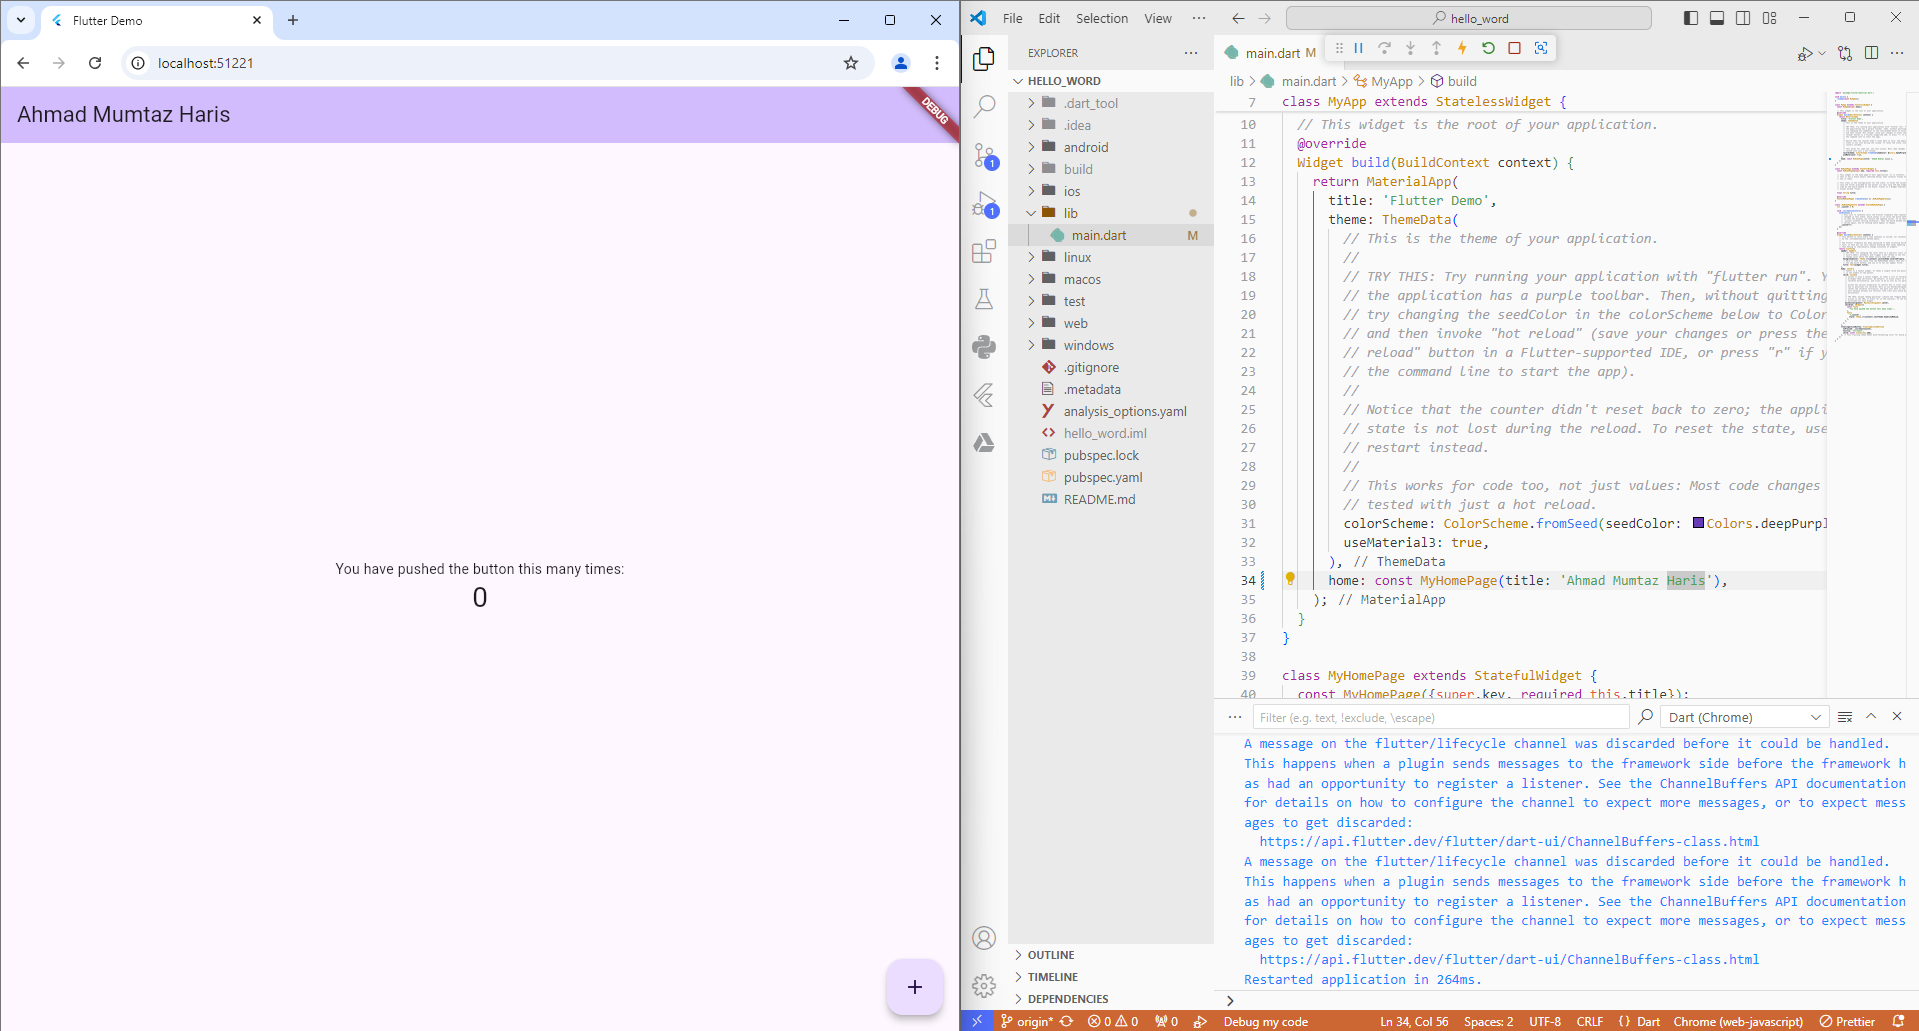 Flutter Demo
localhost:51221
Ahmad Mumtaz Haris
DEBUG
You have pushed the button this many times:
0
+
File Edit Selection View ···
hello_word
EXPLORER
HELLO_WORD
.dart_tool
.idea
android
build
ios
lib
main.dart M
linux
macos
test
web
windows
.gitignore
.metadata
analysis_options.yaml
hello_word.iml
pubspec.lock
pubspec.yaml
README.md
OUTLINE
TIMELINE
DEPENDENCIES
1
1
main.dart M
lib > main.dart > MyApp > build
7 class MyApp extends StatelessWidget {
10 // This widget is the root of your application.
11 @override
12 Widget build(BuildContext context) {
13 return MaterialApp(
14 title: 'Flutter Demo',
15 theme: ThemeData(
16 // This is the theme of your application.
17 //
18 // TRY THIS: Try running your application with "flutter run".
19 // the application has a purple toolbar. Then, without quitting
20 // try changing the seedColor in the colorScheme below to Color
21 // and then invoke "hot reload" (save your changes or press the
22 // reload" button in a Flutter-supported IDE, or press "r" if y
23 // the command line to start the app).
24 //
25 // Notice that the counter didn't reset back to zero; the appli
26 // state is not lost during the reload. To reset the state, use
27 // restart instead.
28 //
29 // This works for code too, not just values: Most code changes
30 // tested with just a hot reload.
31 colorScheme: ColorScheme.fromSeed(seedColor: Colors.deepPurpl
32 useMaterial3: true,
33 ), // ThemeData
34 home: const MyHomePage(title: 'Ahmad Mumtaz Haris'),
35 ); // MaterialApp
36 }
37 }
38
39 class MyHomePage extends StatefulWidget {
40 const MyHomePage({super.key, required this.title});
Filter (e.g. text, !exclude, \escape)
Dart (Chrome)
A message on the flutter/lifecycle channel was discarded before it could be handled.
This happens when a plugin sends messages to the framework side before the framework h
as had an opportunity to register a listener. See the ChannelBuffers API documentation
for details on how to configure the channel to expect more messages, or to expect mess
ages to get discarded:
https://api.flutter.dev/flutter/dart-ui/ChannelBuffers-class.html
A message on the flutter/lifecycle channel was discarded before it could be handled.
This happens when a plugin sends messages to the framework side before the framework h
as had an opportunity to register a listener. See the ChannelBuffers API documentation
for details on how to configure the channel to expect more messages, or to expect mess
ages to get discarded:
https://api.flutter.dev/flutter/dart-ui/ChannelBuffers-class.html
Restarted application in 264ms.
>
origin* 0 0 0 Debug my code Ln 34, Col 56 Spaces: 2 UTF-8 CRLF { } Dart Chrome (web-javascript) Prettier